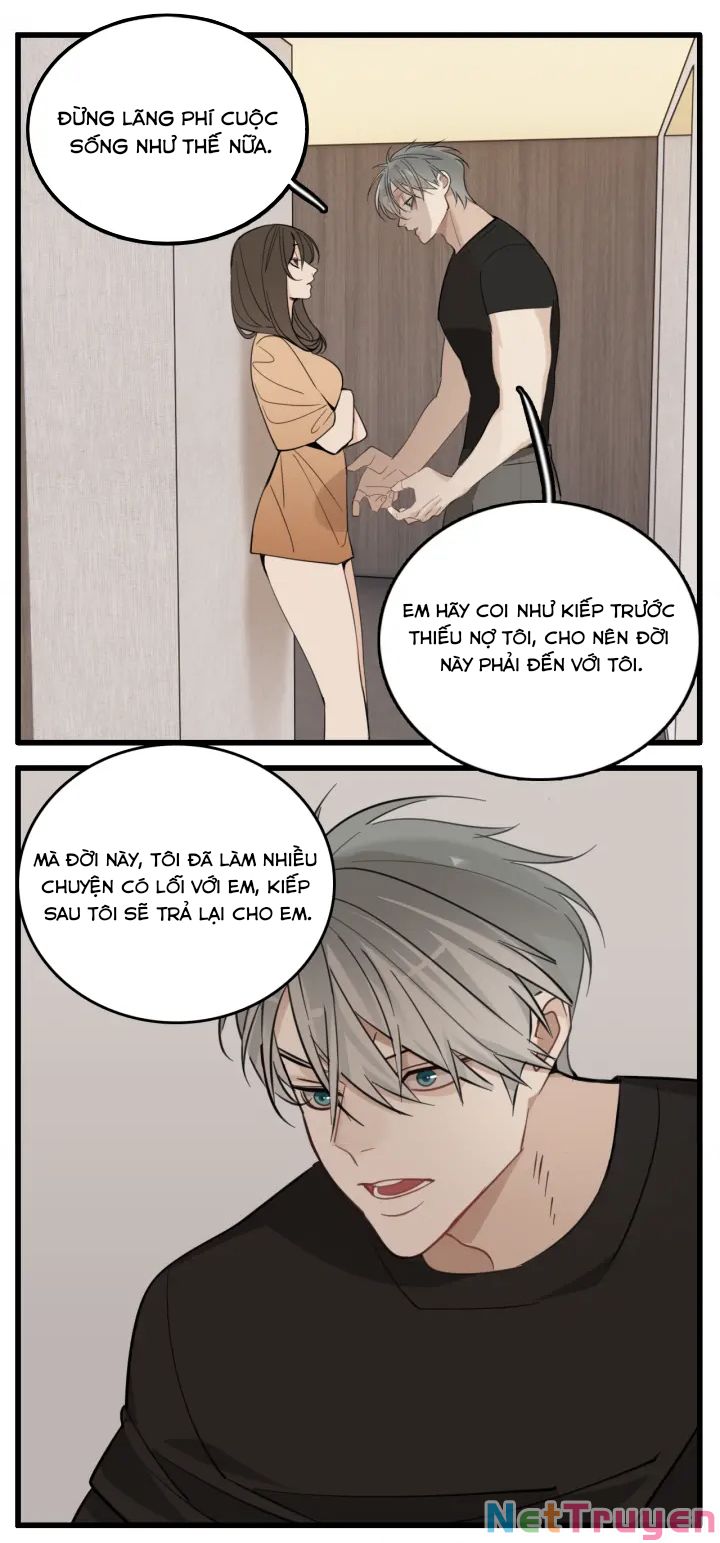 ĐỪNG LÃNG PHÍ CUỘC
SỐNG NHƯ THẾ NỮA.
EM HÃY COI NHƯ KIẾP TRƯỚC
THIẾU NỢ TÔI, CHO NÊN ĐỜI
NÀY PHẢI ĐẾN VỚI TÔI.
MÀ ĐỜI NÀY, TÔI ĐÃ LÀM NHIỀU
CHUYỆN CÓ LỖI VỚI EM, KIẾP
SAU TÔI SẼ TRẢ LẠI CHO EM.
NetTruyen